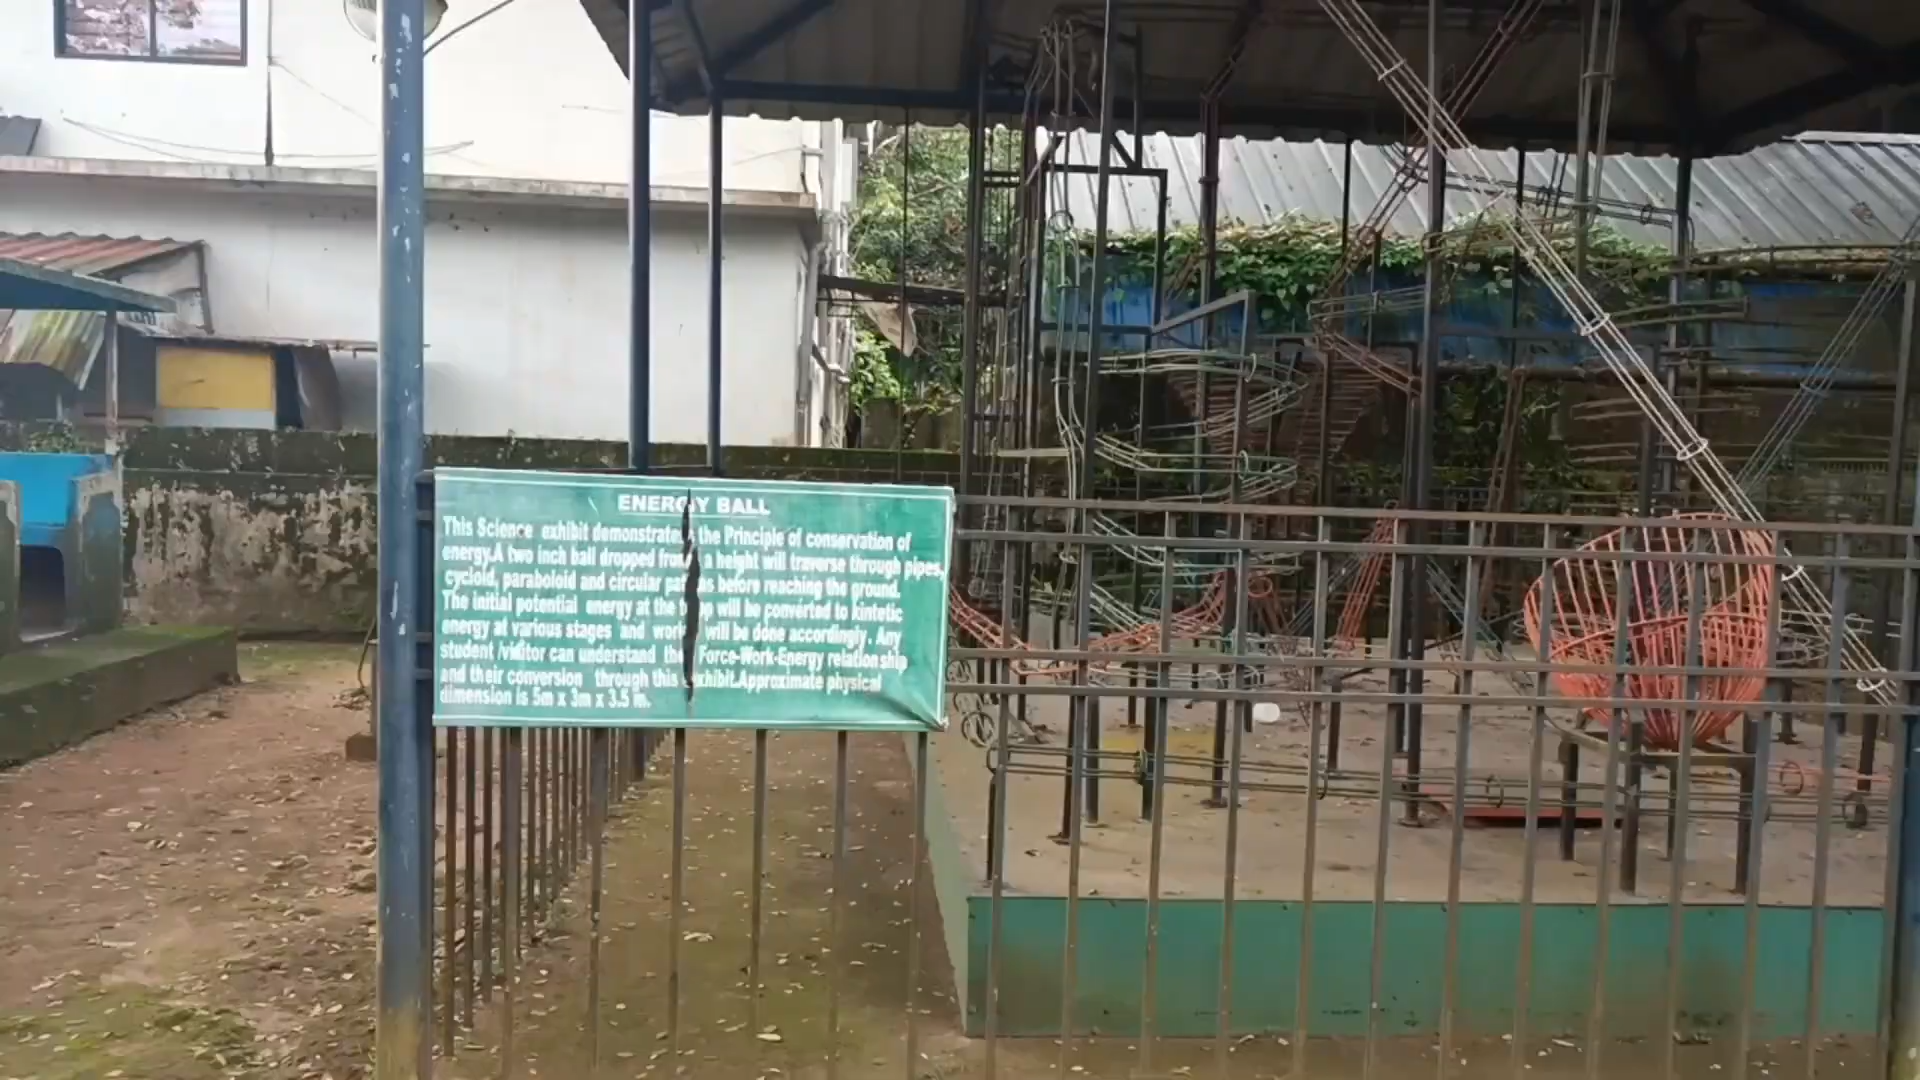 ENERGY BALL
This Science exhibit demonstrates the Principle of conservation of
energy.A two inch ball dropped from a height will traverse through pipes,
cycloid, paraboloid and circular paths before reaching the ground.
The initial potential energy at the top will be converted to kintetic
energy at various stages and work will be done accordingly. Any
student /visitor can understand the Force-Work-Energy relationship
and their conversion through this exhibit.Approximate physical
dimension is 5m x 3m x 3.5 m.